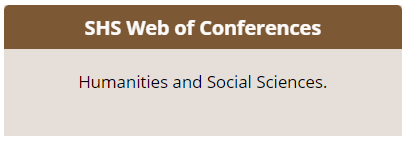 SHS Web of Conferences
Humanities and Social Sciences.